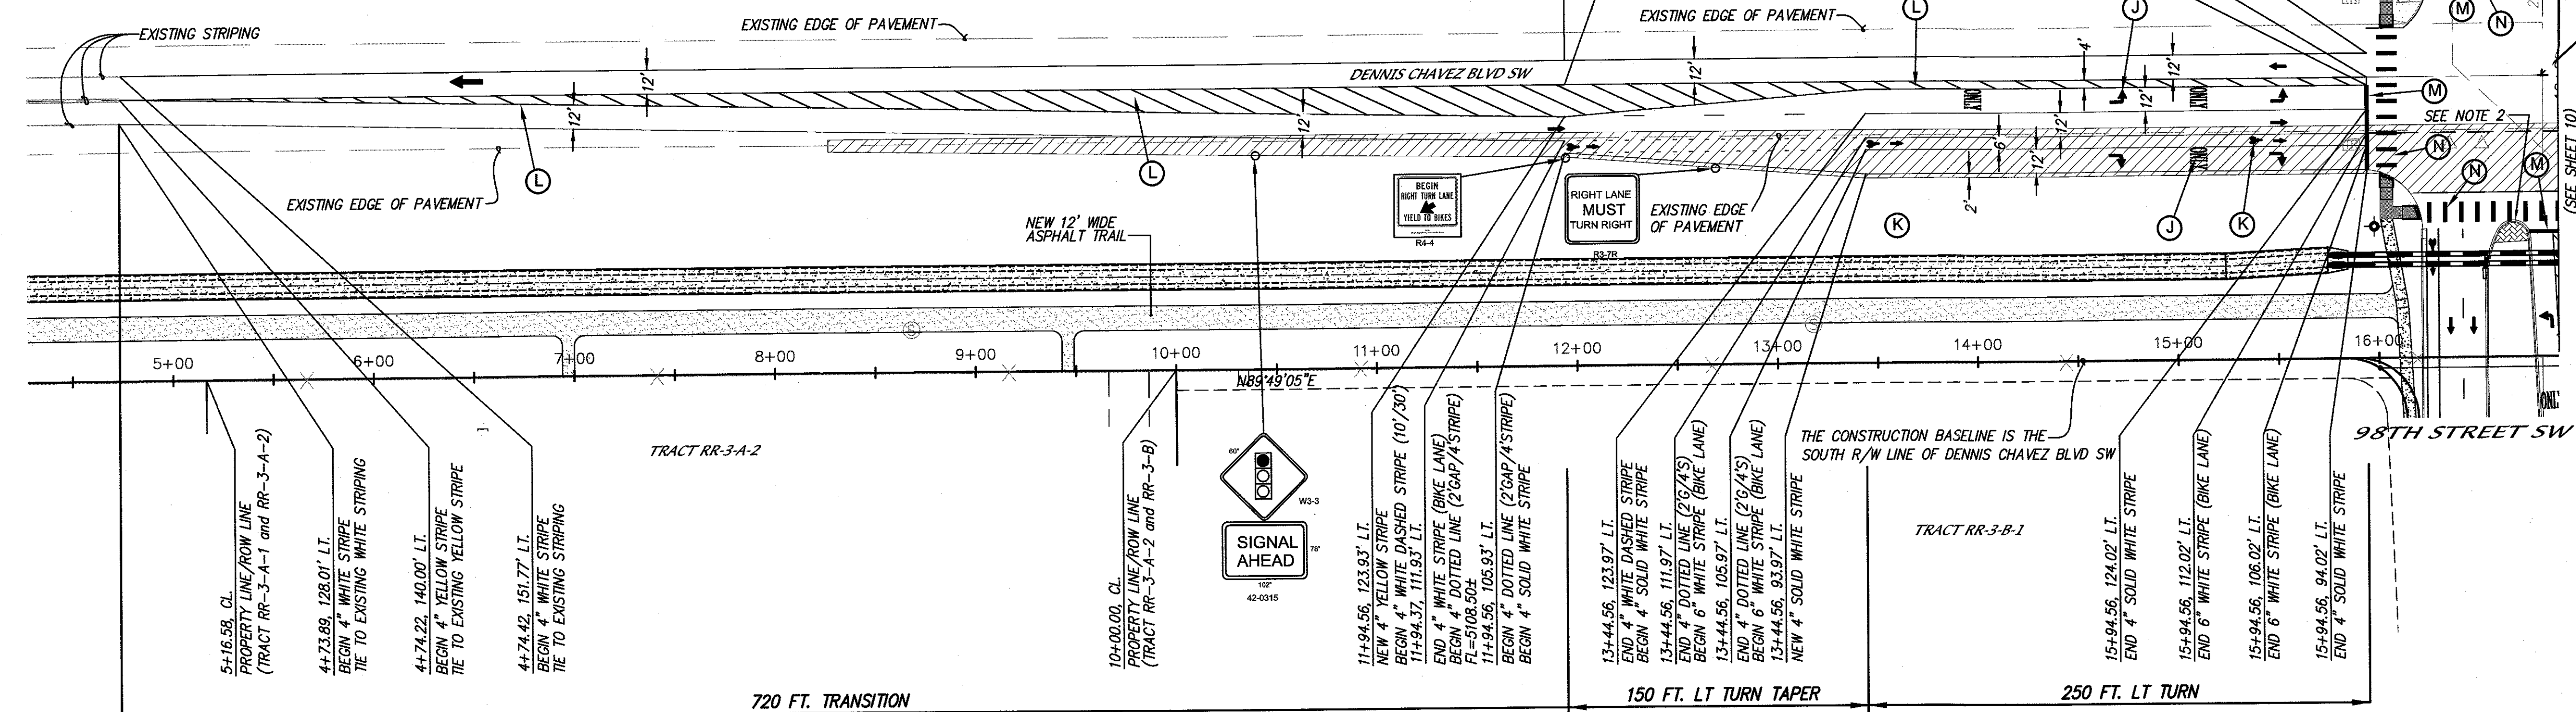 EXISTING STRIPING
EXISTING EDGE OF PAVEMENT
EXISTING EDGE OF PAVEMENT
L
J
M
N
4'
12'
12'
12'
DENNIS CHAVEZ BLVD SW
12'
12'
12'
12'
ONLY
ONLY
M
SEE NOTE 2
(SEE SHEET 10)
L
L
6'
12'
ONLY
N
N
M
EXISTING EDGE OF PAVEMENT
BEGIN
RIGHT TURN LANE
YIELD TO BIKES
R4-4
RIGHT LANE
MUST
TURN RIGHT
R3-7R
EXISTING EDGE
OF PAVEMENT
2'
K
J
K
NEW 12' WIDE
ASPHALT TRAIL
S
S
5+00
6+00
7+00
8+00
9+00
10+00
11+00
12+00
13+00
14+00
15+00
16+00
N89°49'05"E
ONL
98TH STREET SW
TRACT RR-3-A-2
THE CONSTRUCTION BASELINE IS THE
SOUTH R/W LINE OF DENNIS CHAVEZ BLVD SW
TRACT RR-3-B-1
60"
W3-3
SIGNAL
AHEAD
78"
102"
42-0315
5+16.58, CL
PROPERTY LINE/ROW LINE
(TRACT RR-3-A-1 and RR-3-A-2)
4+73.89, 128.01' LT.
BEGIN 4" WHITE STRIPE
TIE TO EXISTING WHITE STRIPING
4+74.22, 140.00' LT.
BEGIN 4" YELLOW STRIPE
TIE TO EXISTING YELLOW STRIPE
4+74.42, 151.77' LT.
BEGIN 4" WHITE STRIPE
TIE TO EXISTING STRIPING
10+00.00, CL
PROPERTY LINE/ROW LINE
(TRACT RR-3-A-2 and RR-3-B)
11+94.56, 123.93' LT.
NEW 4" YELLOW STRIPE
BEGIN 4" WHITE DASHED STRIPE (10'/30')
11+94.37, 111.93' LT.
END 4" WHITE STRIPE (BIKE LANE)
BEGIN 4" DOTTED LINE (2'GAP/4'STRIPE)
FL=5108.50±
11+94.56, 105.93' LT.
BEGIN 4" DOTTED LINE (2'GAP/4'STRIPE)
BEGIN 4" SOLID WHITE STRIPE
13+44.56, 123.97' LT.
END 4" WHITE DASHED STRIPE
BEGIN 4" SOLID WHITE STRIPE
13+44.56, 111.97' LT.
END 4" DOTTED LINE (2'G/4'S)
BEGIN 6" WHITE STRIPE (BIKE LANE)
13+44.56, 105.97' LT.
END 4" DOTTED LINE (2'G/4'S)
BEGIN 6" WHITE STRIPE (BIKE LANE)
13+44.56, 93.97' LT.
NEW 4" SOLID WHITE STRIPE
15+94.56, 124.02' LT.
END 4" SOLID WHITE STRIPE
15+94.56, 112.02' LT.
END 6" WHITE STRIPE (BIKE LANE)
15+94.56, 106.02' LT.
END 6" WHITE STRIPE (BIKE LANE)
15+94.56, 94.02' LT.
END 4" SOLID WHITE STRIPE
720 FT. TRANSITION
150 FT. LT TURN TAPER
250 FT. LT TURN